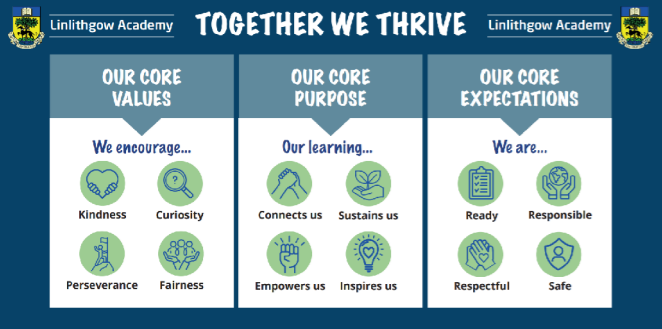 Linlithgow Academy
TOGETHER WE THRIVE
Linlithgow Academy
OUR CORE
VALUES
We encourage...
Kindness
Curiosity
Perseverance
Fairness
OUR CORE
PURPOSE
Our learning...
Connects us
Sustains us
Empowers us
Inspires us
OUR CORE
EXPECTATIONS
We are...
Ready
Responsible
Respectful
Safe